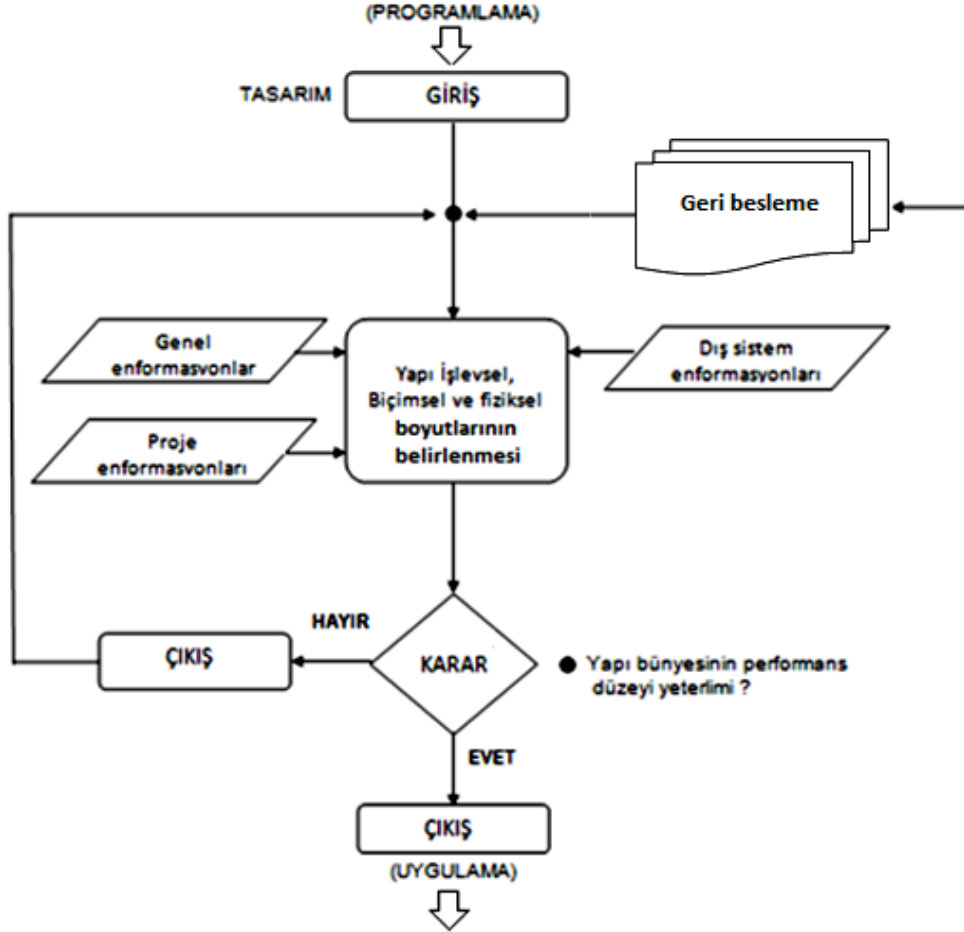 (PROGRAMLAMA)
TASARIM
GİRİŞ
Geri besleme
Genel
enformasyonlar
Dış sistem
enformasyonları
Yapı İşlevsel,
Biçimsel ve fiziksel
boyutlarının
belirlenmesi
Proje
enformasyonları
HAYIR
ÇIKIŞ
KARAR
Yapı bünyesinin performans
düzeyi yeterlimi ?
EVET
ÇIKIŞ
(UYGULAMA)